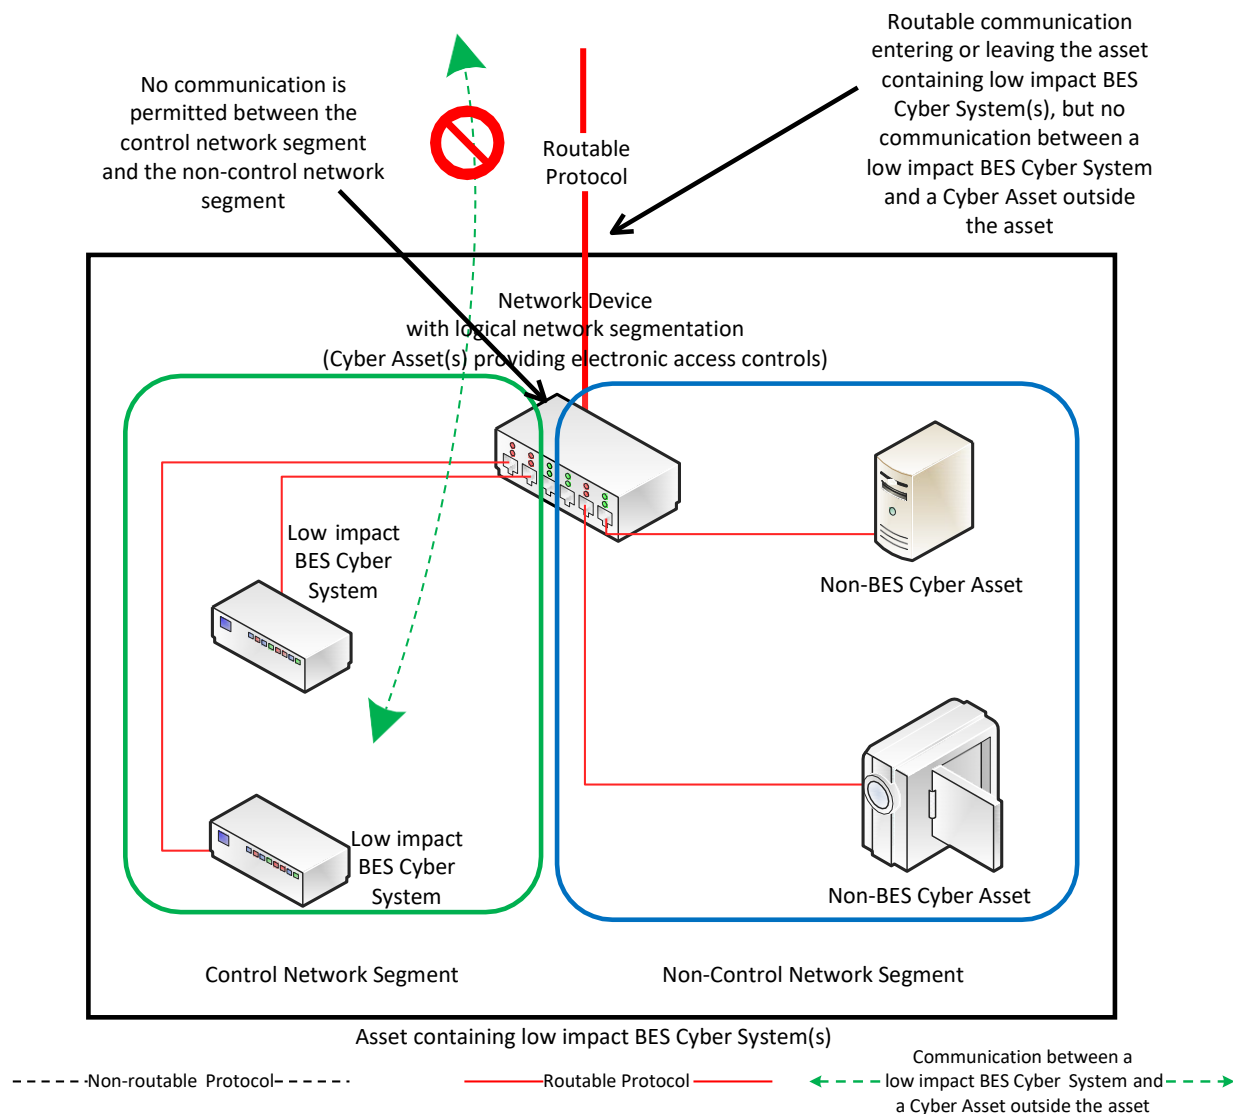 No communication is
permitted between the
control network segment
and the non-control network
segment
Routable
Protocol
Routable communication
entering or leaving the asset
containing low impact BES
Cyber System(s), but no
communication between a
low impact BES Cyber System
and a Cyber Asset outside
the asset
Network Device
with logical network segmentation
(Cyber Asset(s) providing electronic access controls)
Low impact
BES Cyber
System
Non-BES Cyber Asset
Low impact
BES Cyber
System
Non-BES Cyber Asset
Control Network Segment
Non-Control Network Segment
Asset containing low impact BES Cyber System(s)
Non-routable Protocol
Routable Protocol
Communication between a
low impact BES Cyber System and
a Cyber Asset outside the asset